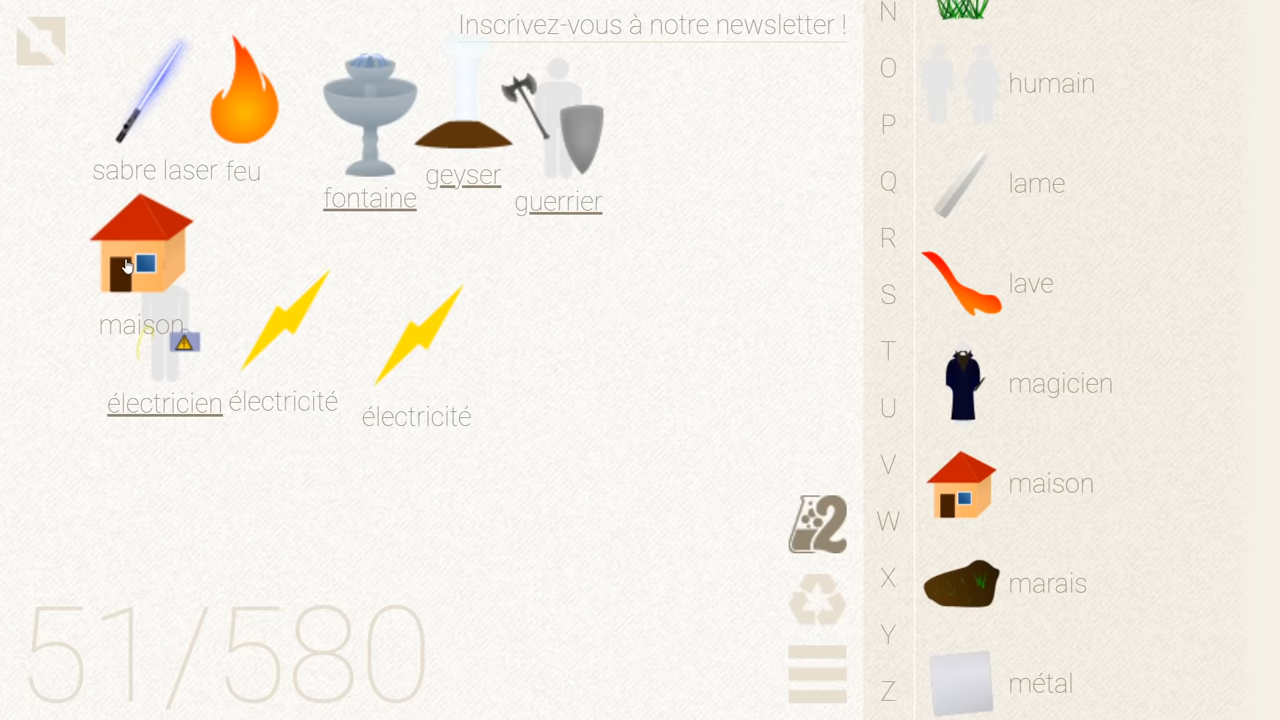 Inscrivez-vous à notre newsletter !
sabre laser
feu
fontaine
geyser
guerrier
maison
électricien
électricité
électricité
51/580
2
N
O
P
Q
R
S
T
U
V
W
X
Y
Z
humain
lame
lave
magicien
maison
marais
métal